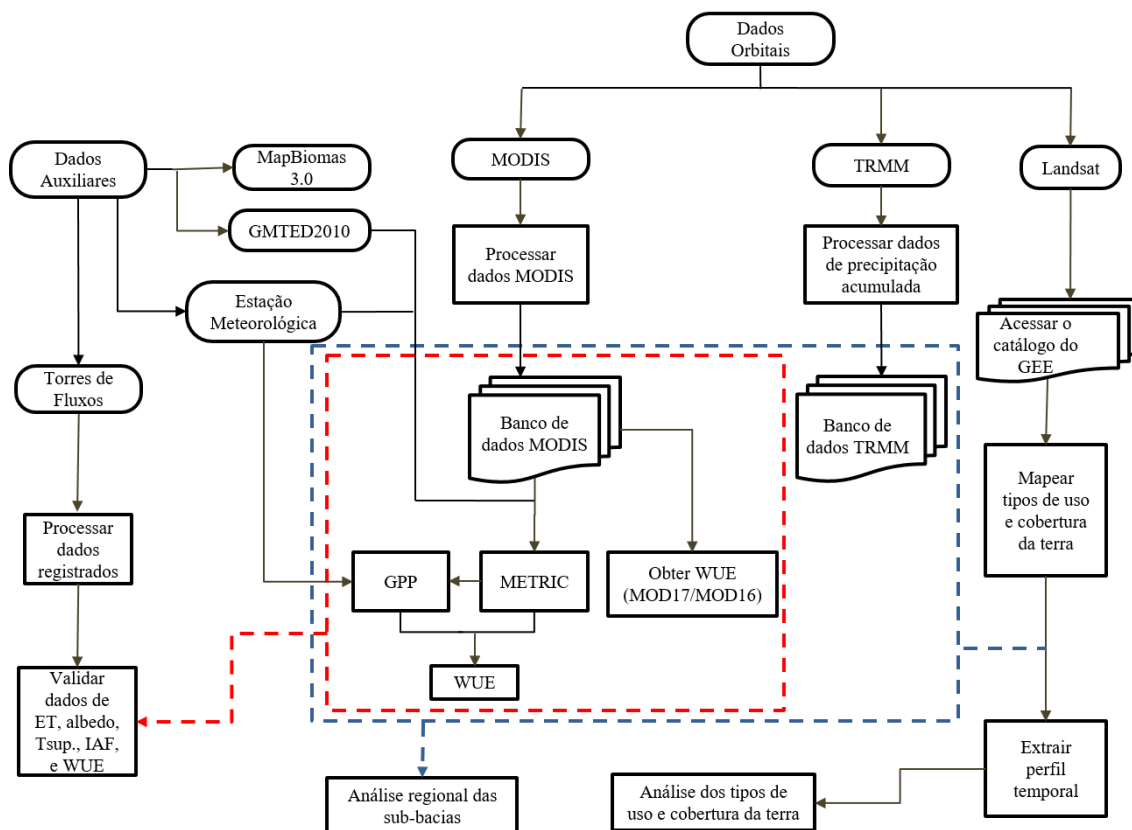 Dados
Orbitais
MODIS
TRMM
Landsat
Dados
Auxiliares
MapBiomas
3.0
GMTED2010
Estação
Meteorológica
Torres de
Fluxos
Processar
dados MODIS
Processar dados
de precipitação
acumulada
Acessar o
catálogo do
GEE
Banco de
dados MODIS
Banco de
dados TRMM
Mapear
tipos de uso
e cobertura
da terra
Processar
dados
registrados
GPP
METRIC
Obter WUE
(MOD17/MOD16)
WUE
Validar
dados de
ET, albedo,
Tsup., IAF,
e WUE
Extrair
perfil
temporal
Análise regional das
sub-bacias
Análise dos tipos de
uso e cobertura da terra